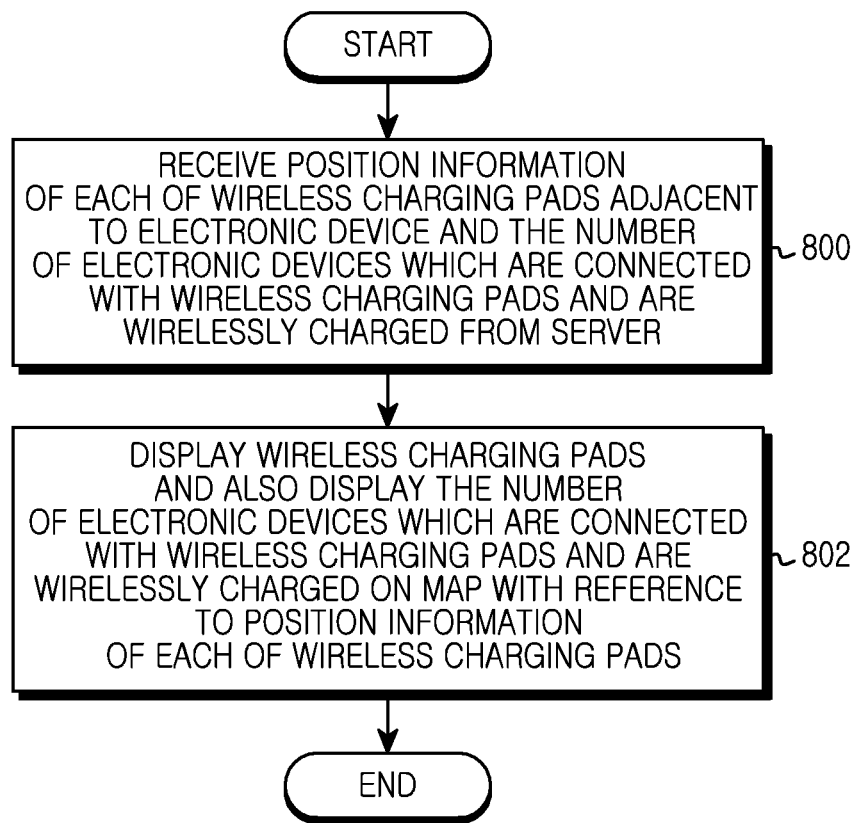 START
RECEIVE POSITION INFORMATION
OF EACH OF WIRELESS CHARGING PADS ADJACENT
TO ELECTRONIC DEVICE AND THE NUMBER
OF ELECTRONIC DEVICES WHICH ARE CONNECTED
WITH WIRELESS CHARGING PADS AND ARE
WIRELESSLY CHARGED FROM SERVER
800
DISPLAY WIRELESS CHARGING PADS
AND ALSO DISPLAY THE NUMBER
OF ELECTRONIC DEVICES WHICH ARE CONNECTED
WITH WIRELESS CHARGING PADS AND ARE
WIRELESSLY CHARGED ON MAP WITH REFERENCE
TO POSITION INFORMATION
OF EACH OF WIRELESS CHARGING PADS
802
END